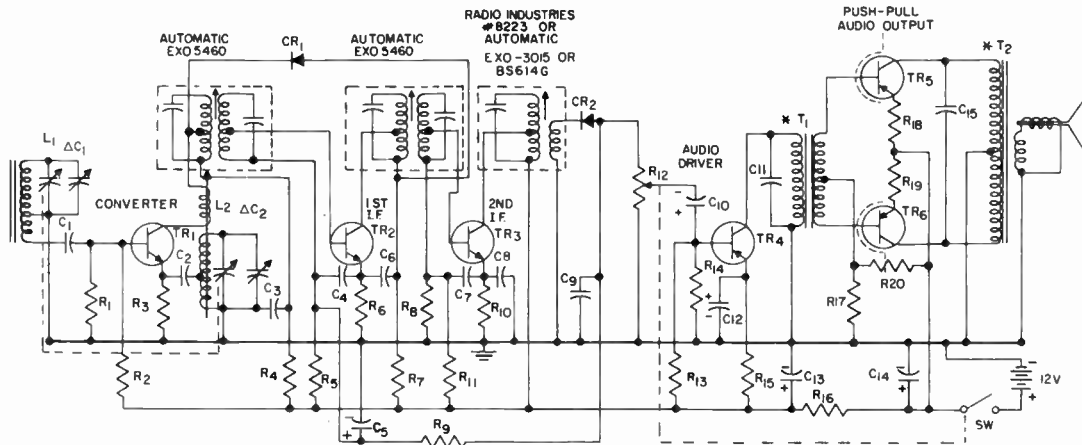 RADIO INDUSTRIES
#8223 OR
AUTOMATIC
EXO-3015 OR
BS614G
PUSH-PULL
AUDIO OUTPUT
AUTOMATIC
EXO 5460
CR1
AUTOMATIC
EXO 5460
CR2
* T1
* T2
TR5
R18
C15
L1
ΔC1
R12
AUDIO
DRIVER
C11
CONVERTER
L2
ΔC2
1ST
I.F.
2ND
I.F.
C10
R19
C1
TR1
TR2
TR3
TR4
TR6
C2
C6
C8
R14
R20
R1
R3
C3
C4
R6
R8
C7
R10
C9
C12
R17
R2
R4
R5
R7
R11
R13
R15
C13
C14
12V
R16
SW
C5
R9